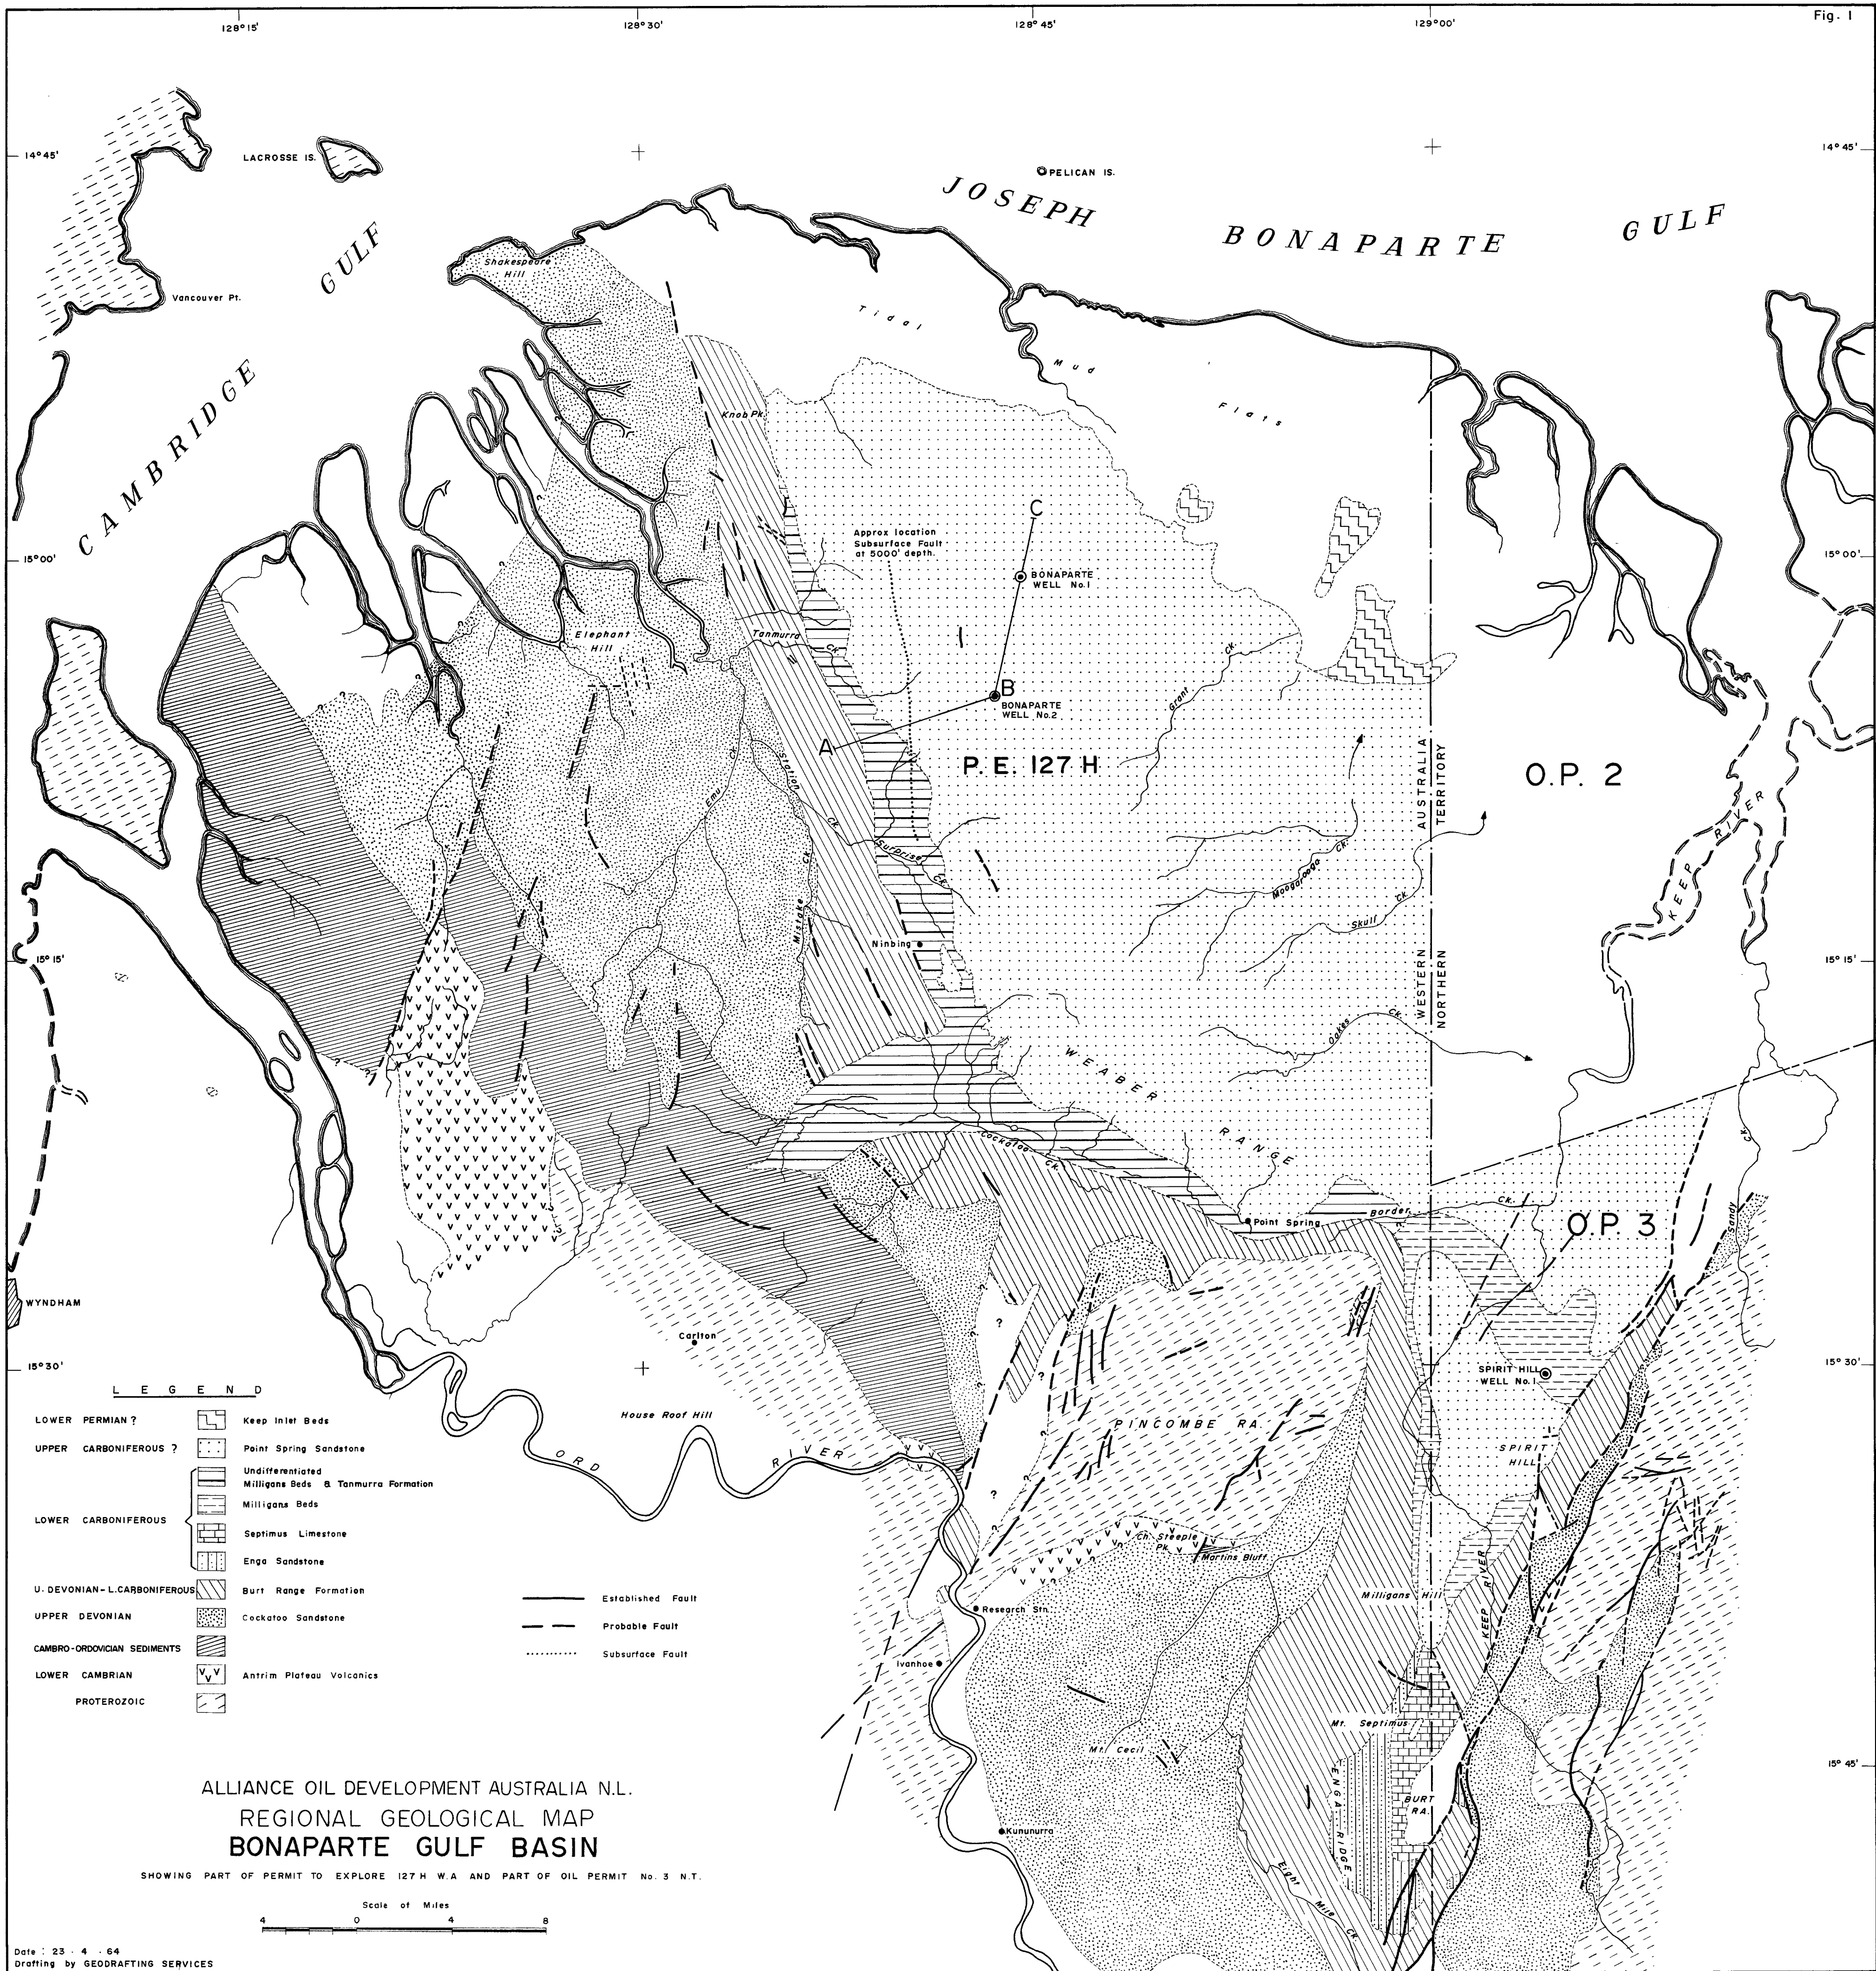 Fig. 1
128° 15'
128° 30'
128° 45'
129° 00'
14° 45'
LACROSSE IS.
PELICAN IS.
14° 45'
JOSEPH BONAPARTE GULF
CAMBRIDGE GULF
Vancouver Pt.
Shakespeare
Hill
Tidal
Mud
Flats
Knob Pk.
C
Approx location
Subsurface Fault
at 5000' depth.
15° 00'
15° 00'
BONAPARTE
WELL No.1
Elephant
Hill
Tanmurra
Ck.
B
BONAPARTE
WELL No.2
Grant
Ck.
A
P. E. 127 H
O.P. 2
AUSTRALIA
TERRITORY
Station
Ck.
Emu
Ck.
Surprise
Ck.
Mistake
Ck.
Moogarooga
Ck.
Skull
Ck.
KEEP RIVER
Ninbing
15° 15'
15° 15'
WESTERN
NORTHERN
Oakes
Ck.
WEABER
RANGE
Cockatoo Ck.
Ck.
Point Spring
Border
Ck.
O.P. 3
Sandy
WYNDHAM
Carlton
15° 30'
15° 30'
SPIRIT HILL
WELL No.1
House Roof Hill
PINCOMBE RA.
ORD RIVER
SPIRIT
HILL
Ch. Steeple
Pk.
Martins Bluff
Milligans Hill
KEEP RIVER
Research Stn.
Ivanhoe
Mt. Septimus
Mt. Cecil
15° 45'
ENGA RIDGE
BURT
RA.
Kununurra
Eight Mile Ck.
LEGEND
LOWER PERMIAN ?
Keep Inlet Beds
UPPER CARBONIFEROUS ?
Point Spring Sandstone
Undifferentiated
Milligans Beds & Tanmurra Formation
Milligans Beds
LOWER CARBONIFEROUS
Septimus Limestone
Enga Sandstone
U. DEVONIAN - L. CARBONIFEROUS
Burt Range Formation
UPPER DEVONIAN
Cockatoo Sandstone
CAMBRO-ORDOVICIAN SEDIMENTS
LOWER CAMBRIAN
Antrim Plateau Volcanics
PROTEROZOIC
Established Fault
Probable Fault
Subsurface Fault
ALLIANCE OIL DEVELOPMENT AUSTRALIA N.L.
REGIONAL GEOLOGICAL MAP
BONAPARTE GULF BASIN
SHOWING PART OF PERMIT TO EXPLORE 127 H W.A AND PART OF OIL PERMIT No. 3 N.T.
Scale of Miles
4 0 4 8
Date : 23 . 4 . 64
Drafting by GEODRAFTING SERVICES